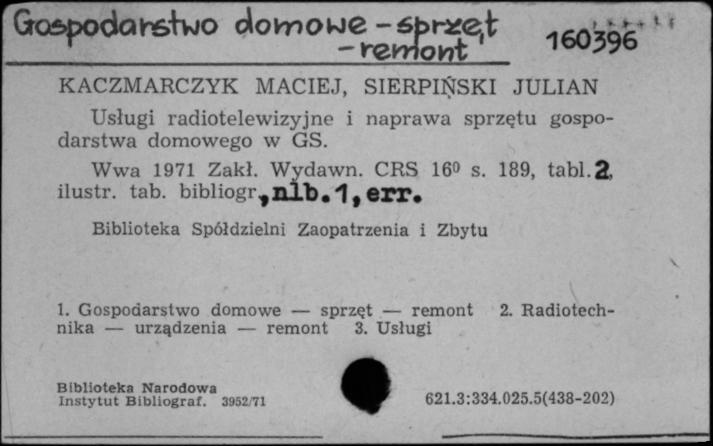 Gospodarstwo domowe – sprzęt
– remont
160396
KACZMARCZYK MACIEJ, SIERPIŃSKI JULIAN
Usługi radiotelewizyjne i naprawa sprzętu gospo-
darstwa domowego w GS.
Wwa 1971 Zakł. Wydawn. CRS 16⁰ s. 189, tabl. 2,
ilustr. tab. bibliogr, nlb. 1, err.
Biblioteka Spółdzielni Zaopatrzenia i Zbytu
1. Gospodarstwo domowe — sprzęt — remont 2. Radiotech-
nika — urządzenia — remont 3. Usługi
Biblioteka Narodowa
Instytut Bibliograf. 3952/71
621.3:334.025.5(438-202)